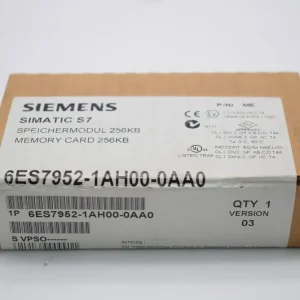 SIEMENS
SIMATIC S7
SPEICHERMODUL 256KB
MEMORY CARD 256KB
6ES7952-1AH00-0AA0
1P 6ES7952-1AH00-0AA0
QTY 1
VERSION
03
S VPSO